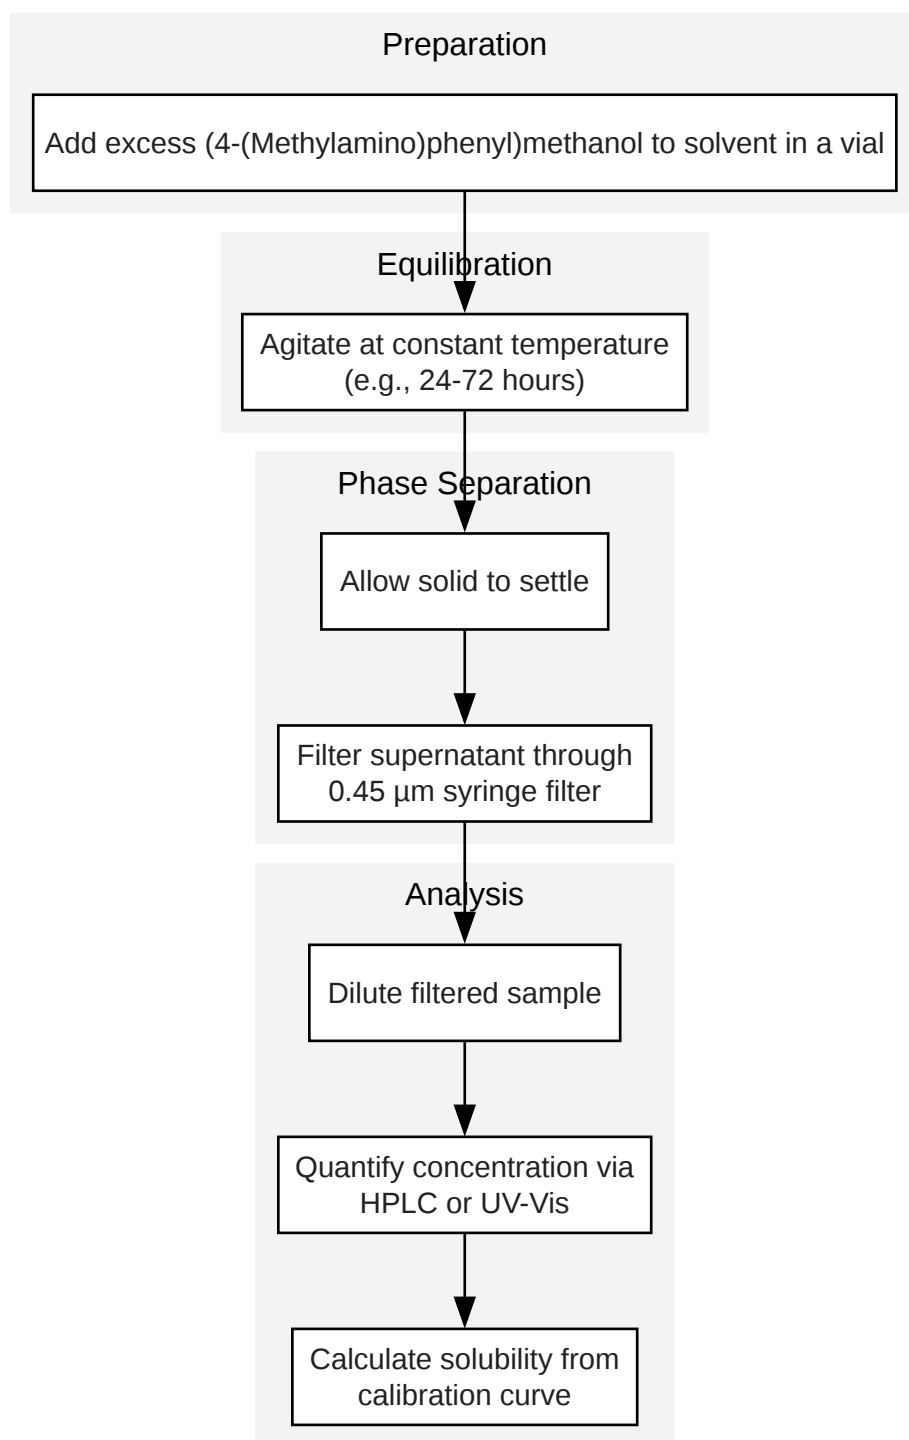 Preparation
Add excess (4-(Methylamino)phenyl)methanol to solvent in a vial
Equilibration
Agitate at constant temperature
(e.g., 24-72 hours)
Phase Separation
Allow solid to settle
Filter supernatant through
0.45 µm syringe filter
Analysis
Dilute filtered sample
Quantify concentration via
HPLC or UV-Vis
Calculate solubility from
calibration curve